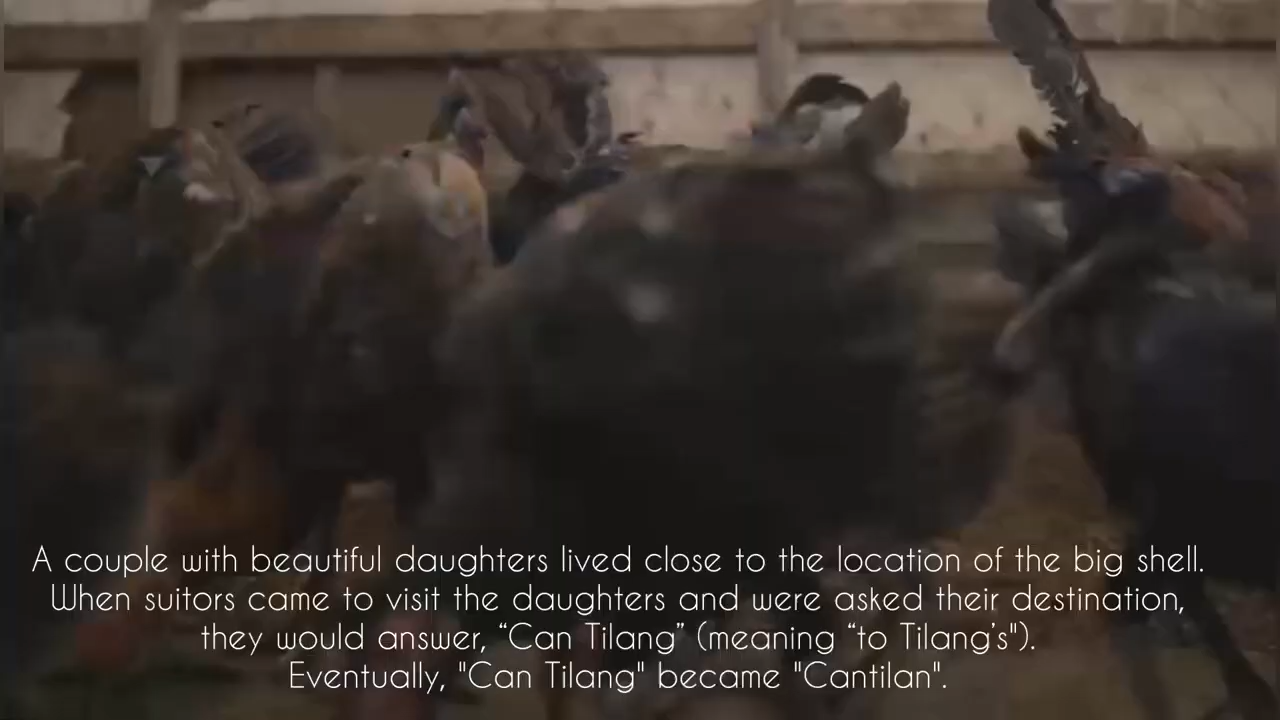 A couple with beautiful daughters lived close to the location of the big shell.
When suitors came to visit the daughters and were asked their destination,
they would answer, “Can Tilang” (meaning “to Tilang’s").
Eventually, "Can Tilang" became "Cantilan".